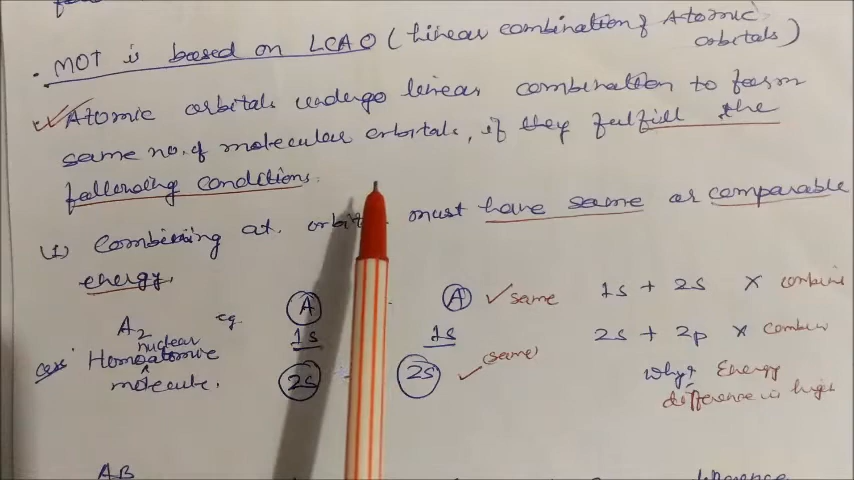 . MOT is based on LCAO (Linear combination of Atomic
orbitals)
Atomic orbitals undergo linear combination to form
same no. of molecular orbitals, if they fulfill the
following conditions.
(1) Combining at. orbit must have same or comparable
energy.
A ✓ same 1s + 2s × combine
A₂ eg. A
nuclear 1s 1s 2s + 2p × combin
case Homoatomic
molecule. 2s 2s ✓ (same) Why? Energy
difference is high
AB